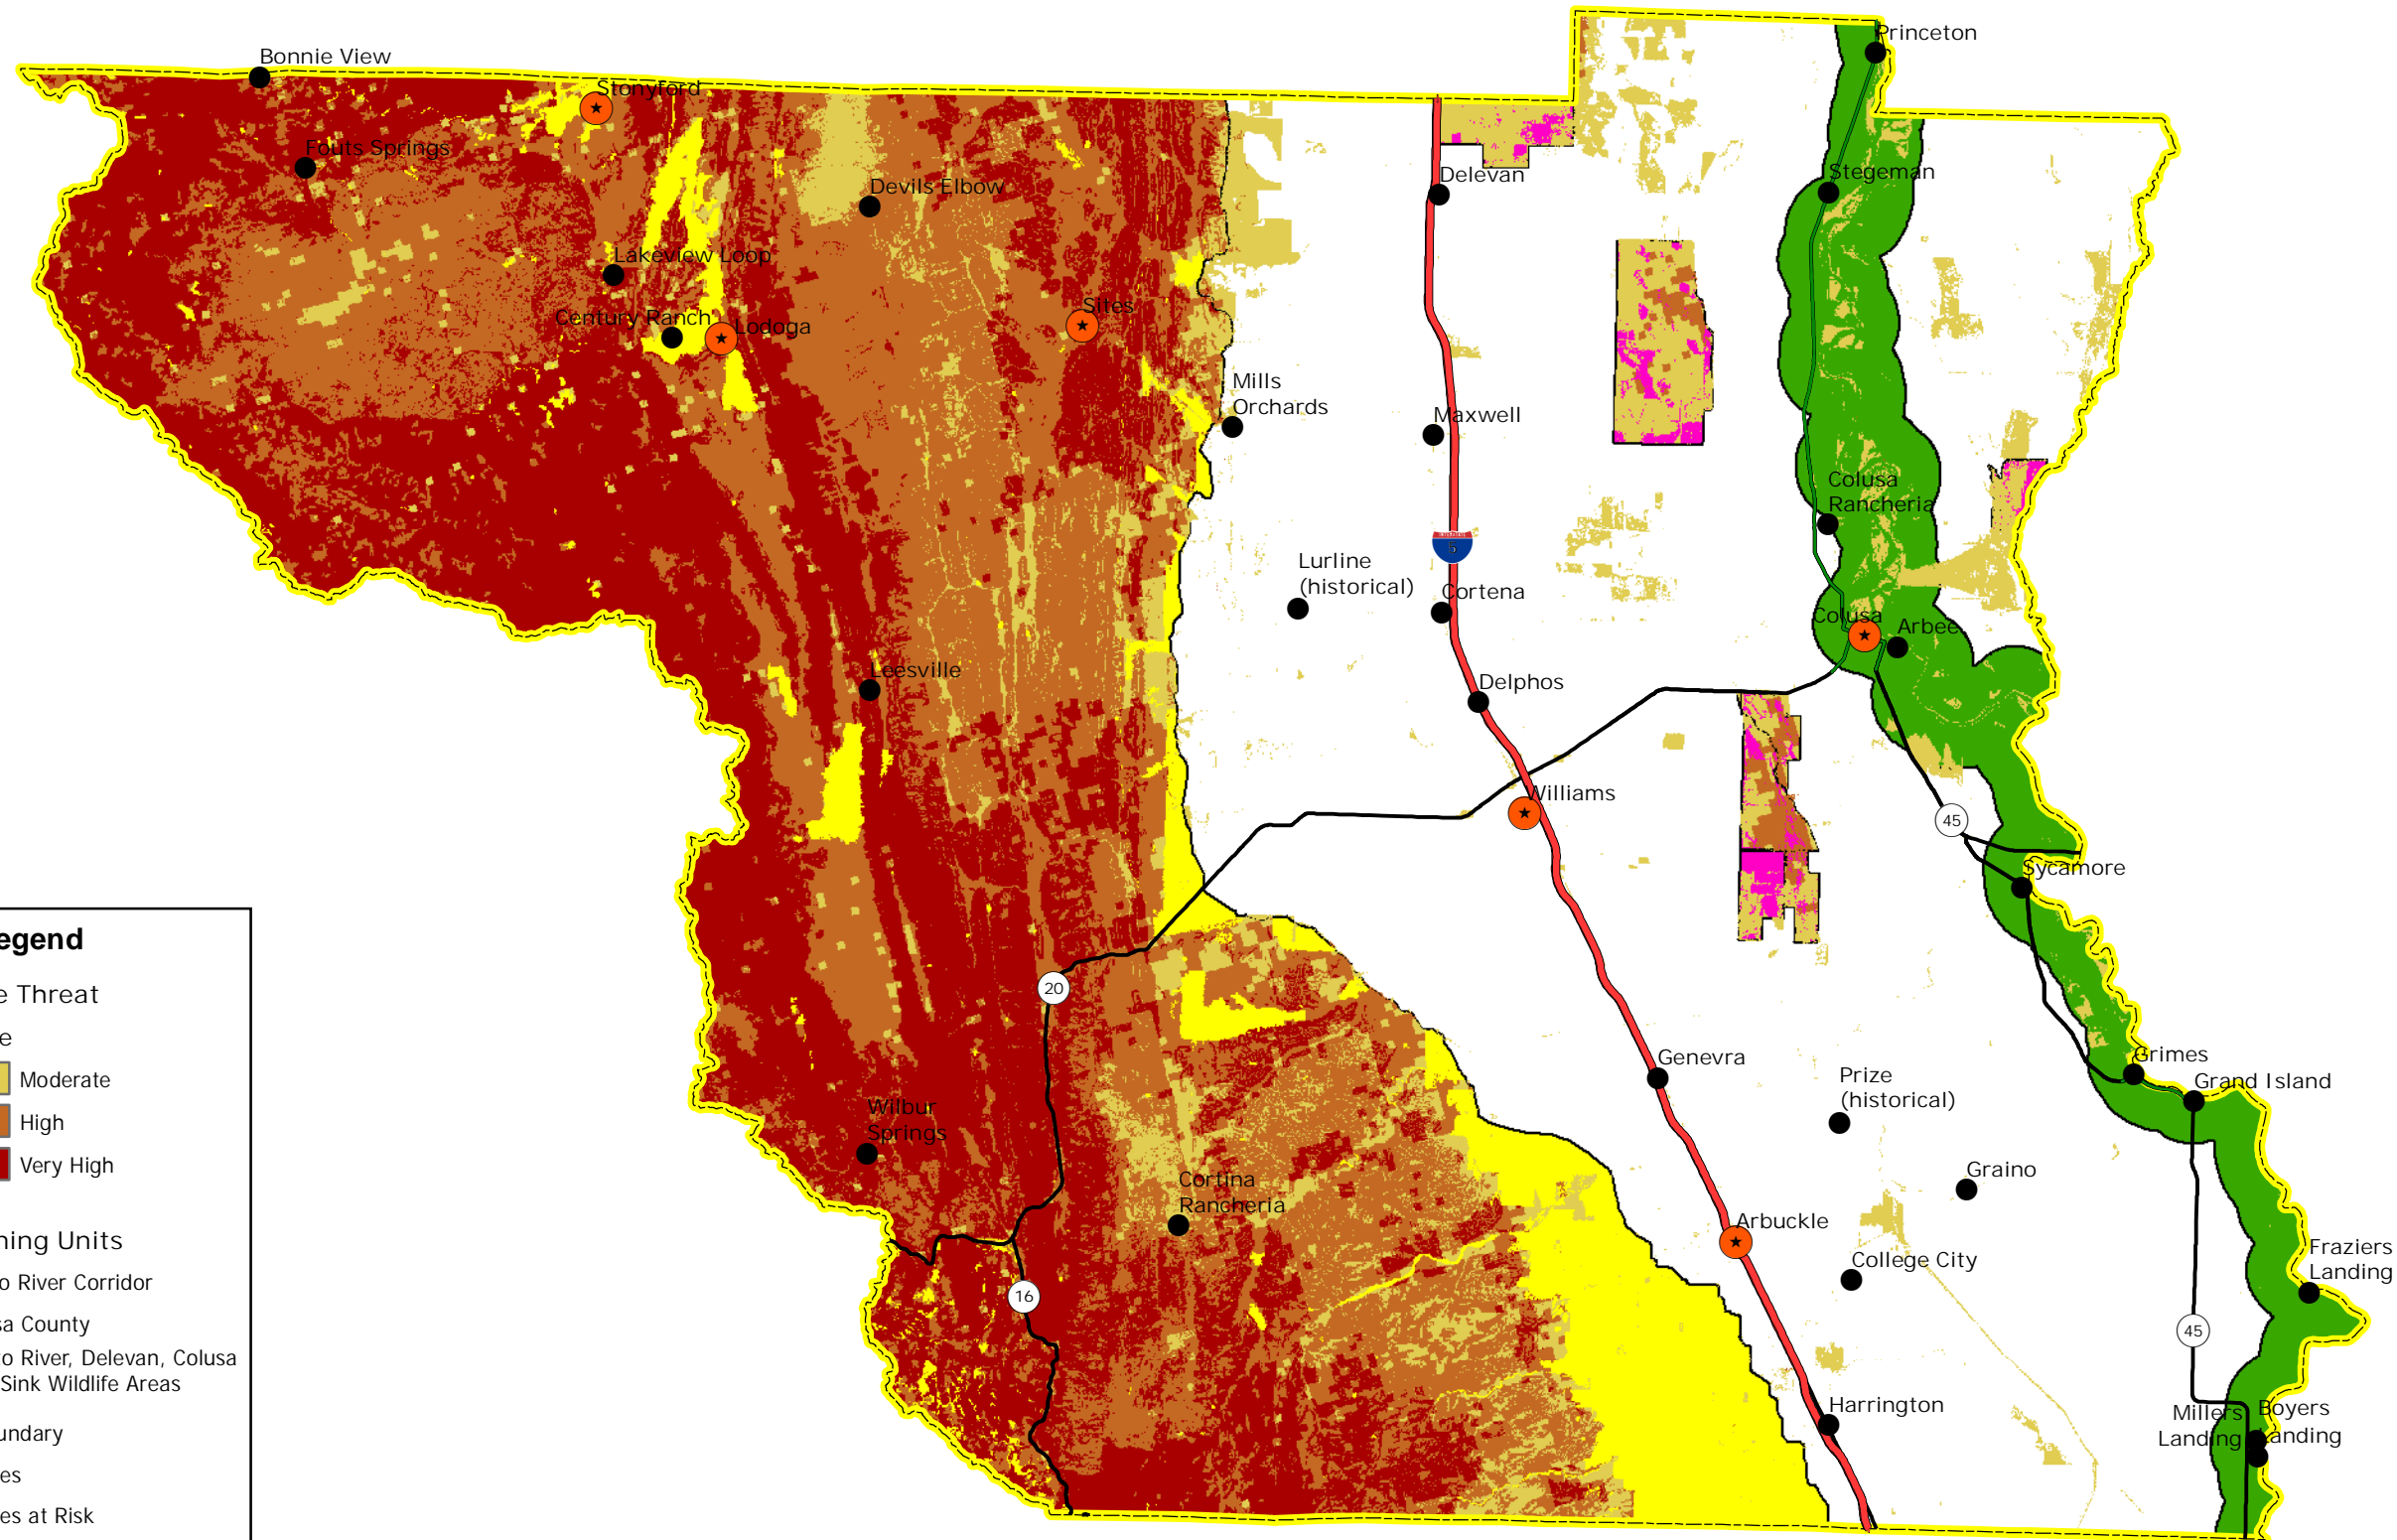 Bonnie View
Stonyford
Princeton
Fouts Springs
Devils Elbow
Delevan
Stegeman
Lakeview Loop
Century Ranch
Lodoga
Sites
Mills
Orchards
Maxwell
Colusa
Rancheria
INTERSTATE
5
Lurline
(historical)
Cortena
Colusa
Arbee
Leesville
Delphos
Williams
45
Sycamore
20
Genevra
Grimes
Prize
(historical)
Grand Island
Wilbur
Springs
Cortina
Rancheria
Graino
Arbuckle
College City
Fraziers
Landing
16
45
Harrington
Millers
Landing
Boyers
Landing
egend
e Threat
e
Moderate
High
Very High
ning Units
o River Corridor
a County
to River, Delevan, Colusa
Sink Wildlife Areas
undary
es
es at Risk